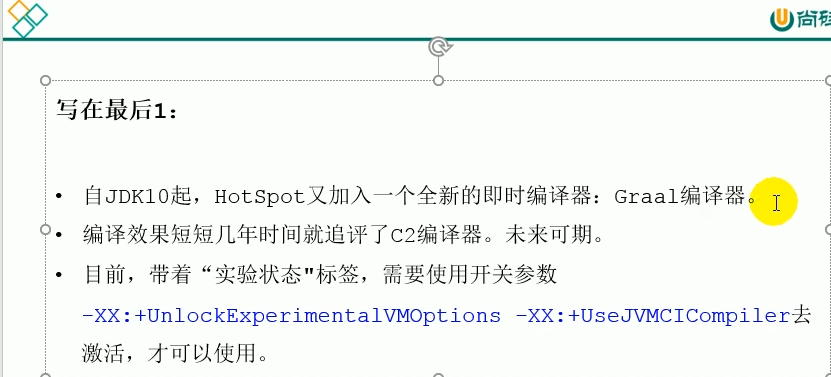 尚硅
写在最后1：
• 自JDK10起，HotSpot又加入一个全新的即时编译器：Graal编译器。
• 编译效果短短几年时间就追评了C2编译器。未来可期。
• 目前，带着“实验状态"标签，需要使用开关参数
-XX:+UnlockExperimentalVMOptions -XX:+UseJVMCICompiler去
激活，才可以使用。